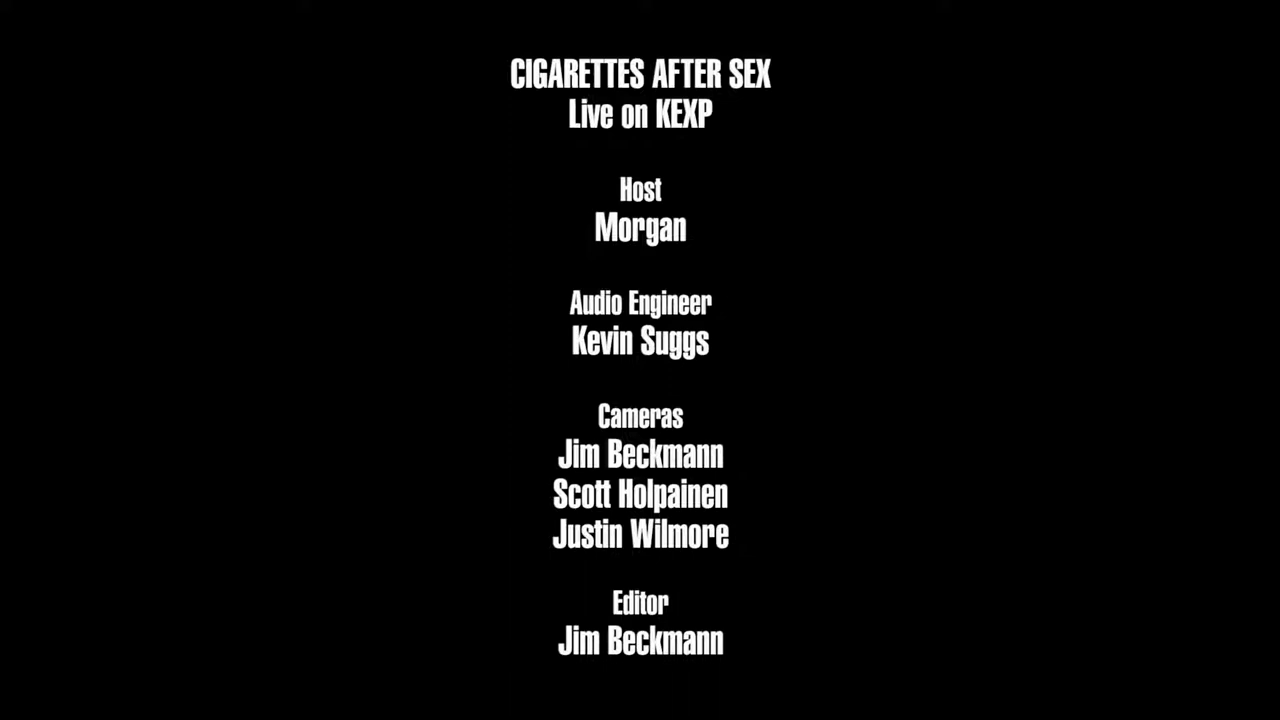 CIGARETTES AFTER SEX
Live on KEXP
Host
Morgan
Audio Engineer
Kevin Suggs
Cameras
Jim Beckmann
Scott Holpainen
Justin Wilmore
Editor
Jim Beckmann